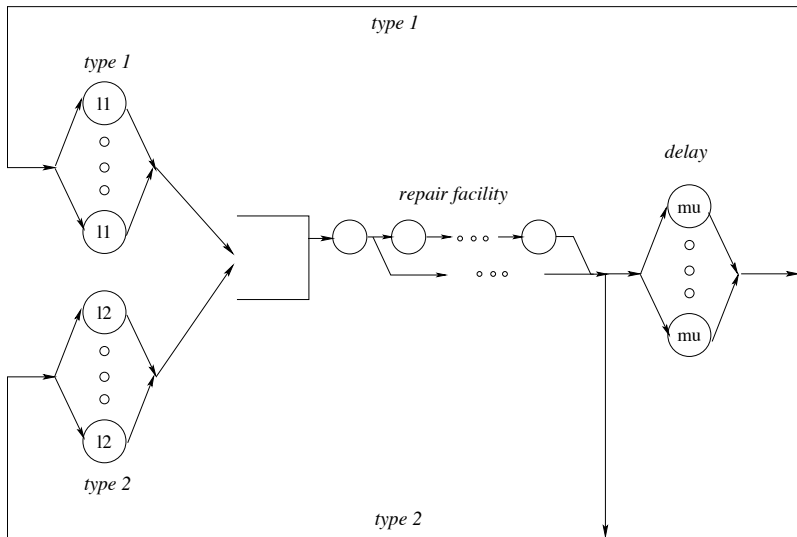 type 1
type 1
l1
l1
delay
repair facility
mu
mu
l2
l2
type 2
type 2